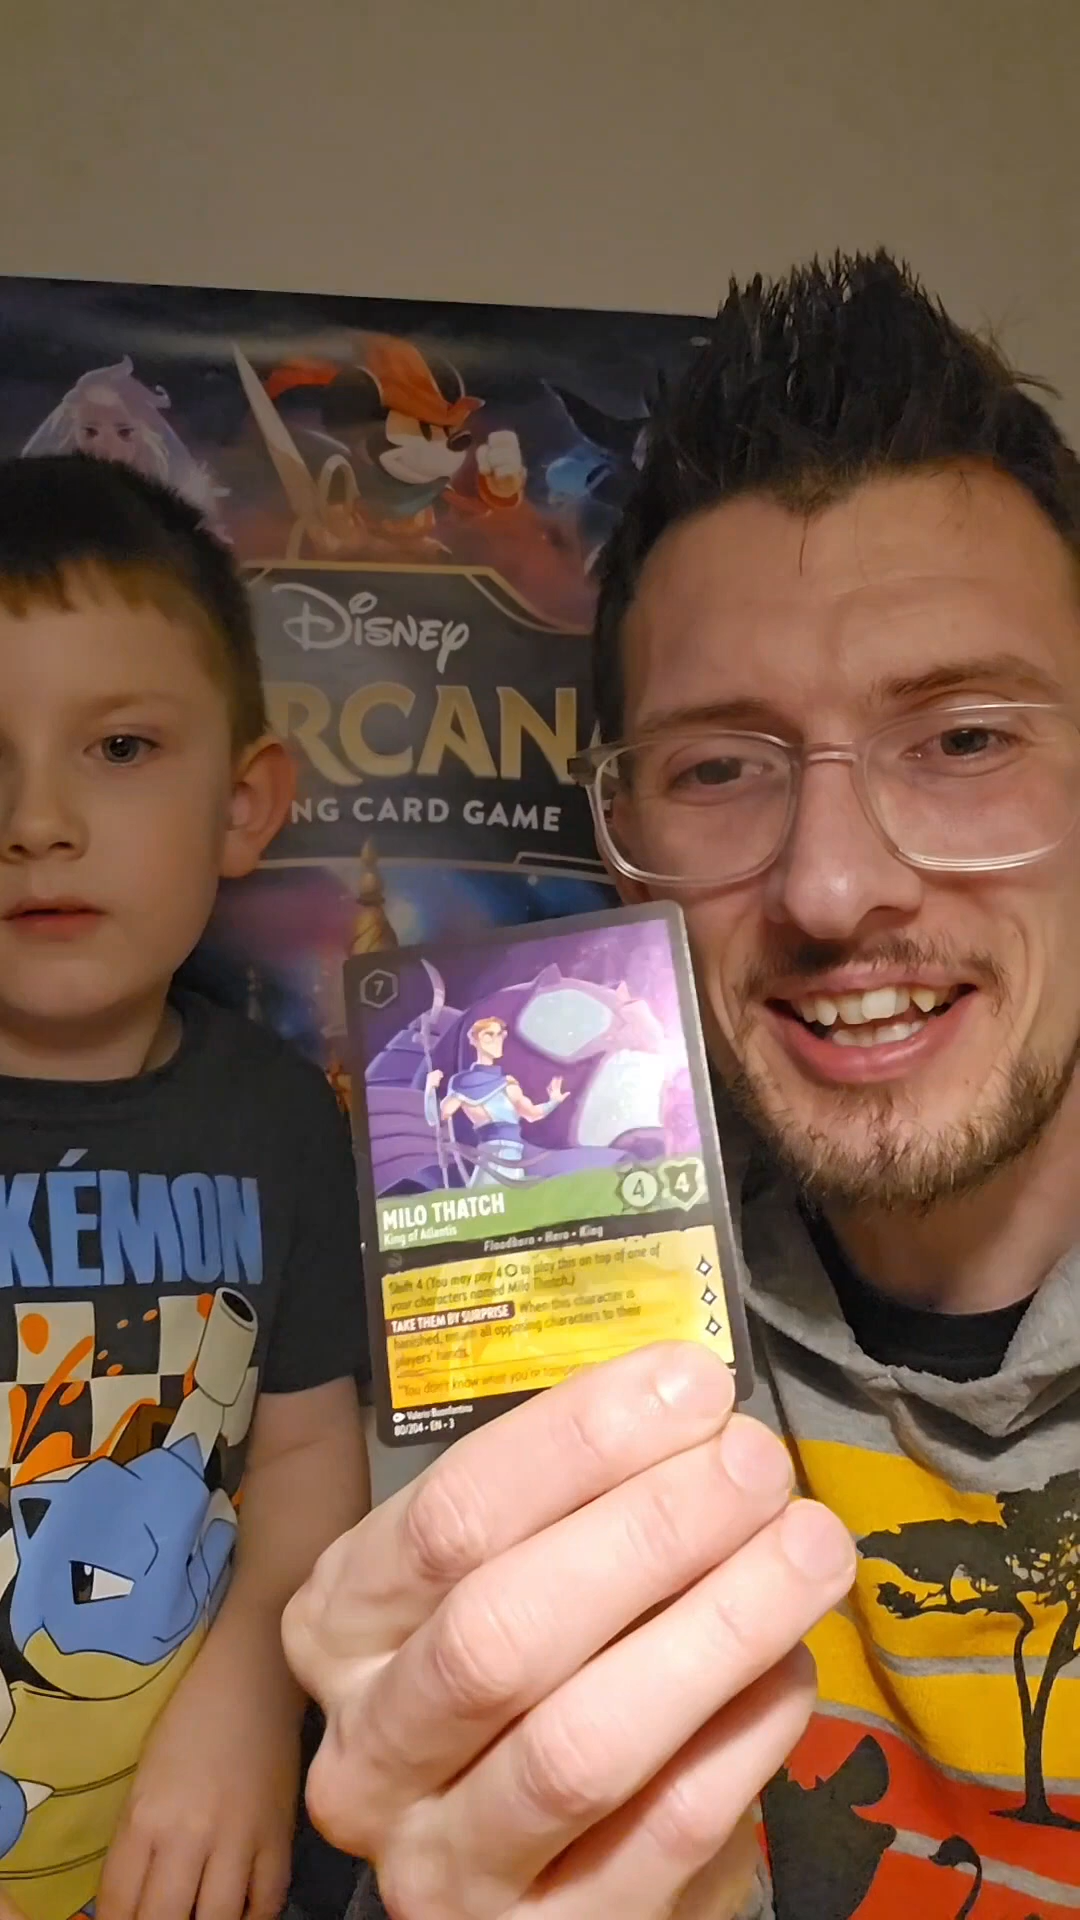 DISNEY
RCAN
NG CARD GAME
7
4 4
MILO THATCH
King of Atlantis
Floodborn • Hero • King
Shift 4 (You may pay 4 to play this on top of one of
your characters named Milo Thatch.)
TAKE THEM BY SURPRISE When this character is
banished, return all opposing characters to their
players' hands.
"You don't know what you're
80/204 • EN • 3
KÉMON